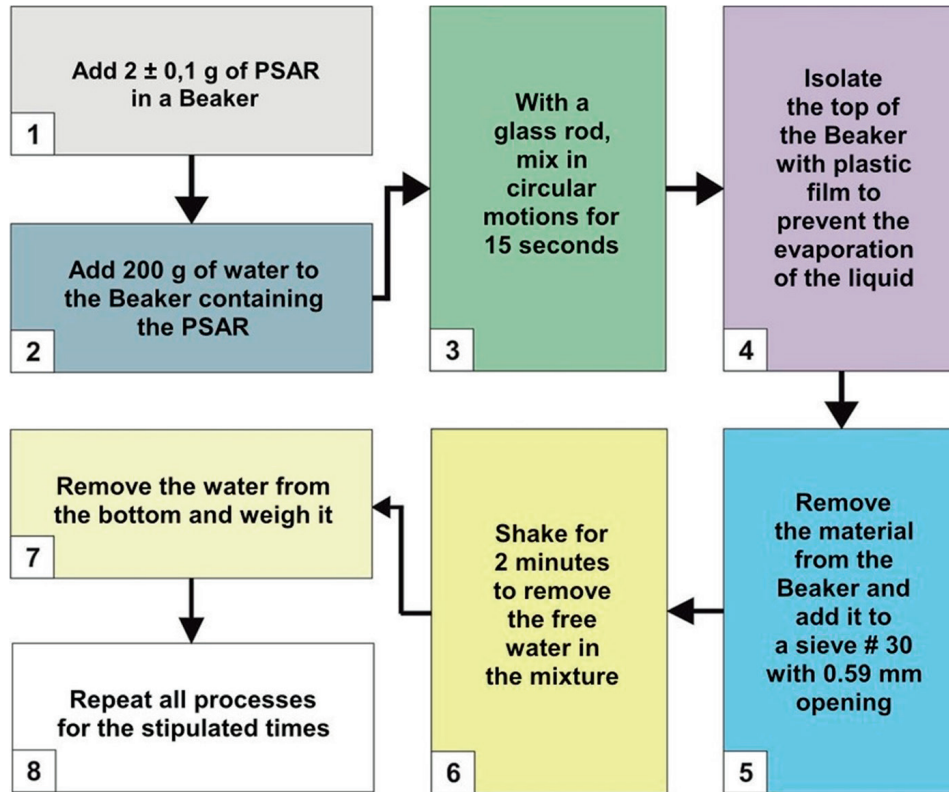 Add 2 ± 0,1 g of PSAR
in a Beaker
1
Add 200 g of water to
the Beaker containing
the PSAR
2
With a
glass rod,
mix in
circular
motions for
15 seconds
3
Isolate
the top of
the Beaker
with plastic
film to
prevent the
evaporation
of the liquid
4
Remove
the material
from the
Beaker and
add it to
a sieve # 30
with 0.59 mm
opening
5
Shake for
2 minutes
to remove
the free
water in
the mixture
6
Remove the water from
the bottom and weigh it
7
Repeat all processes
for the stipulated times
8